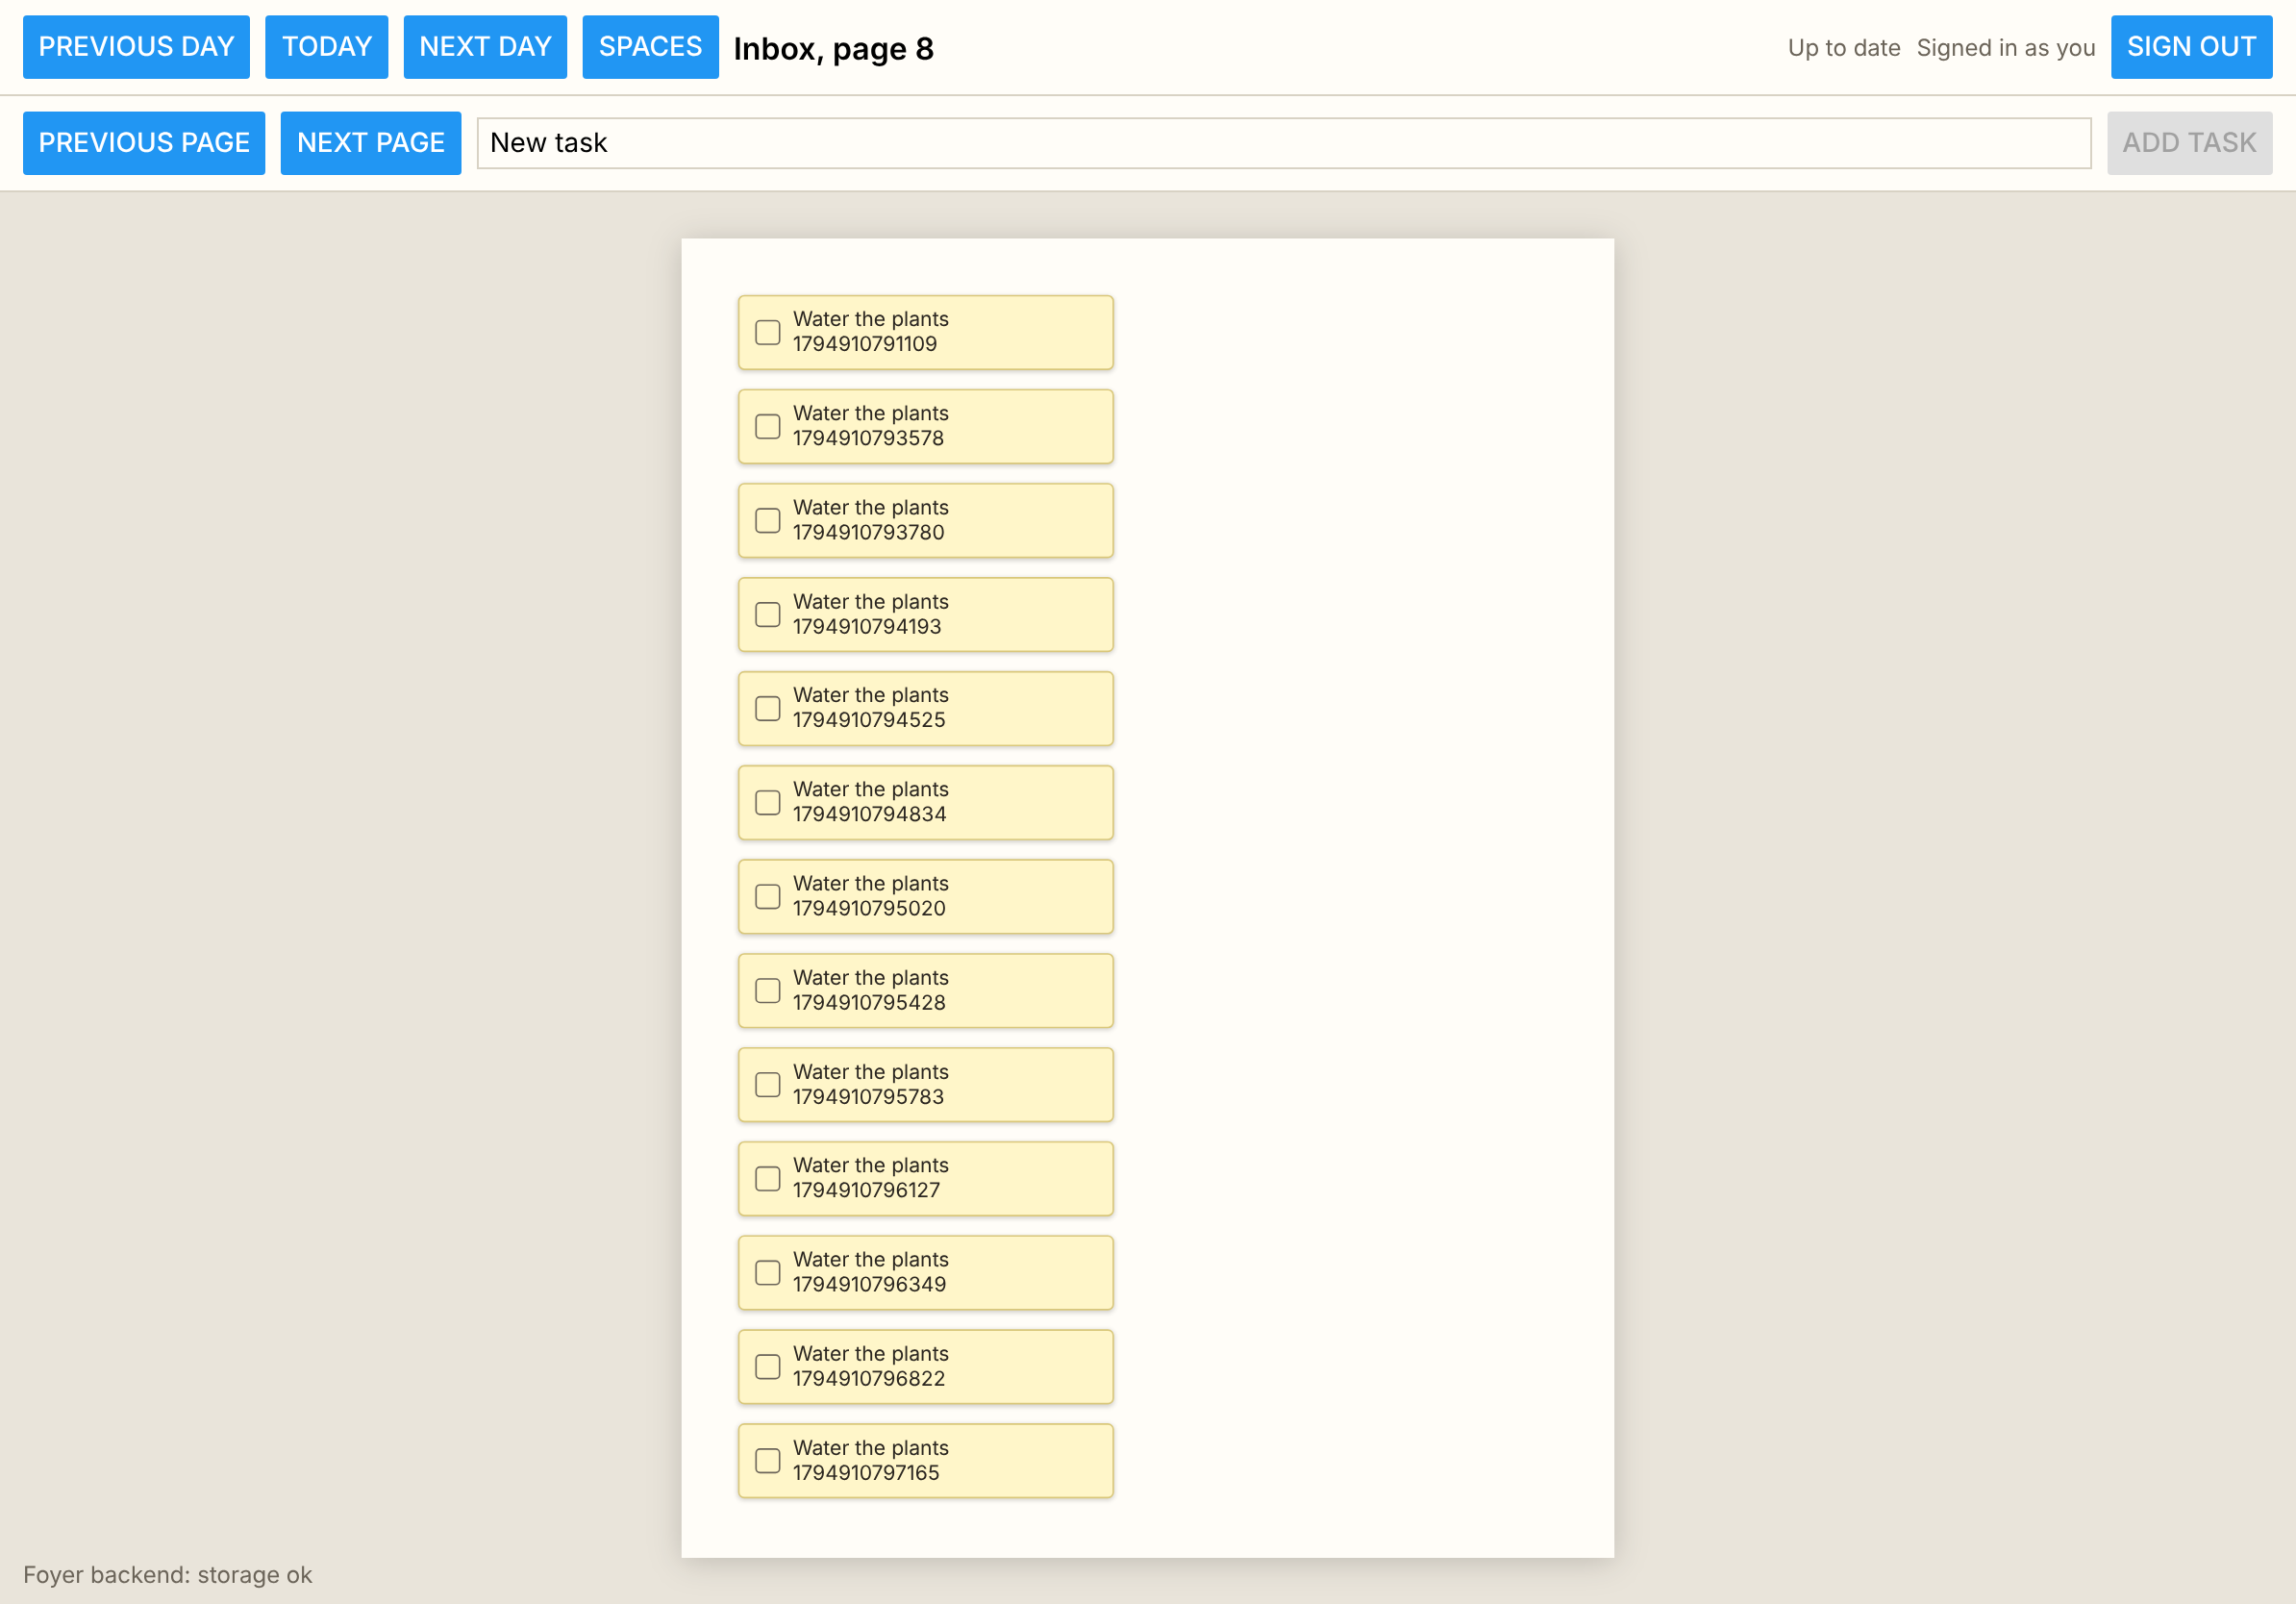 PREVIOUS DAY TODAY NEXT DAY SPACES Inbox, page 8 Up to date Signed in as you SIGN OUT
PREVIOUS PAGE NEXT PAGE New task ADD TASK
Water the plants
1794910791109
Water the plants
1794910793578
Water the plants
1794910793780
Water the plants
1794910794193
Water the plants
1794910794525
Water the plants
1794910794834
Water the plants
1794910795020
Water the plants
1794910795428
Water the plants
1794910795783
Water the plants
1794910796127
Water the plants
1794910796349
Water the plants
1794910796822
Water the plants
1794910797165
Foyer backend: storage ok